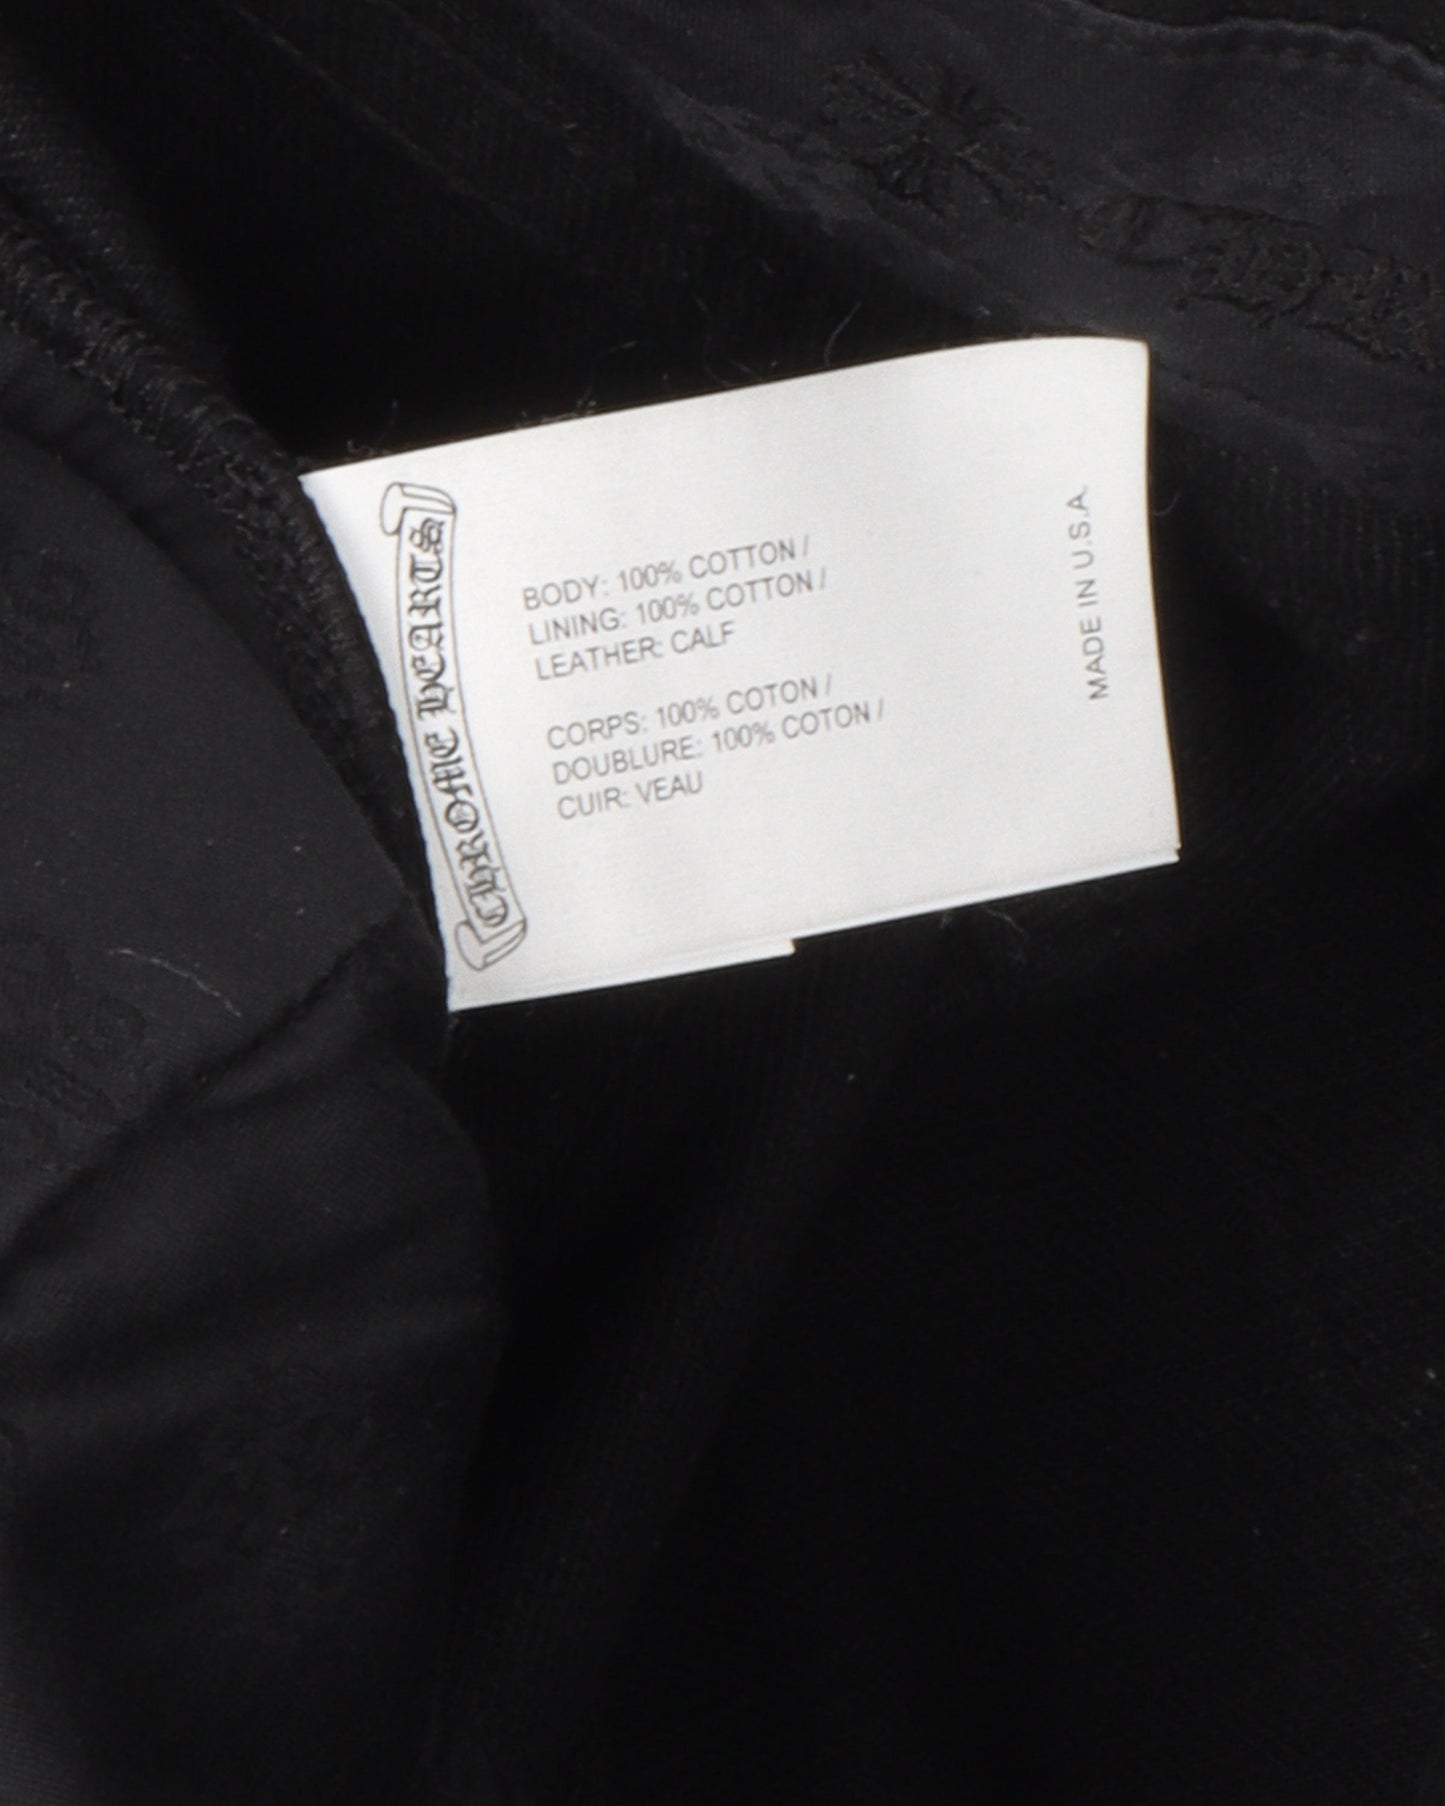 CHROME HEARTS
BODY: 100% COTTON /
LINING: 100% COTTON /
LEATHER: CALF
CORPS: 100% COTON /
DOUBLURE: 100% COTON /
CUIR: VEAU
MADE IN U.S.A.